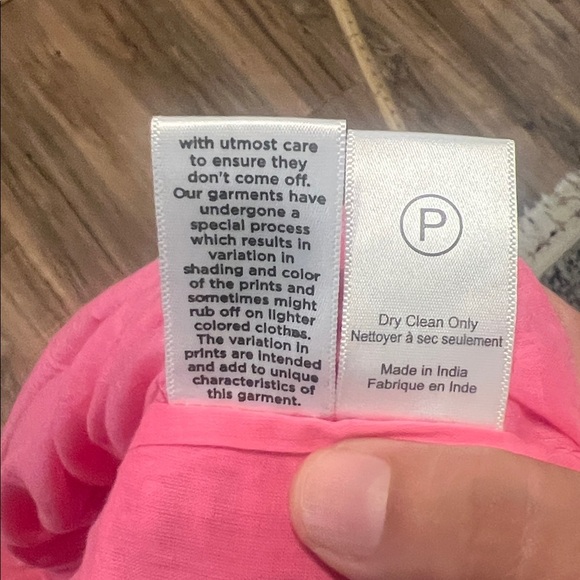 with utmost care
to ensure they
don't come off.
Our garments have
undergone a
special process
which results in
variation in
shading and color
of the prints and
sometimes might
rub off on lighter
colored clothes.
The variation in
prints are intended
and add to unique
characteristics of
this garment.
P
Dry Clean Only
Nettoyer à sec seulement
Made in India
Fabrique en Inde